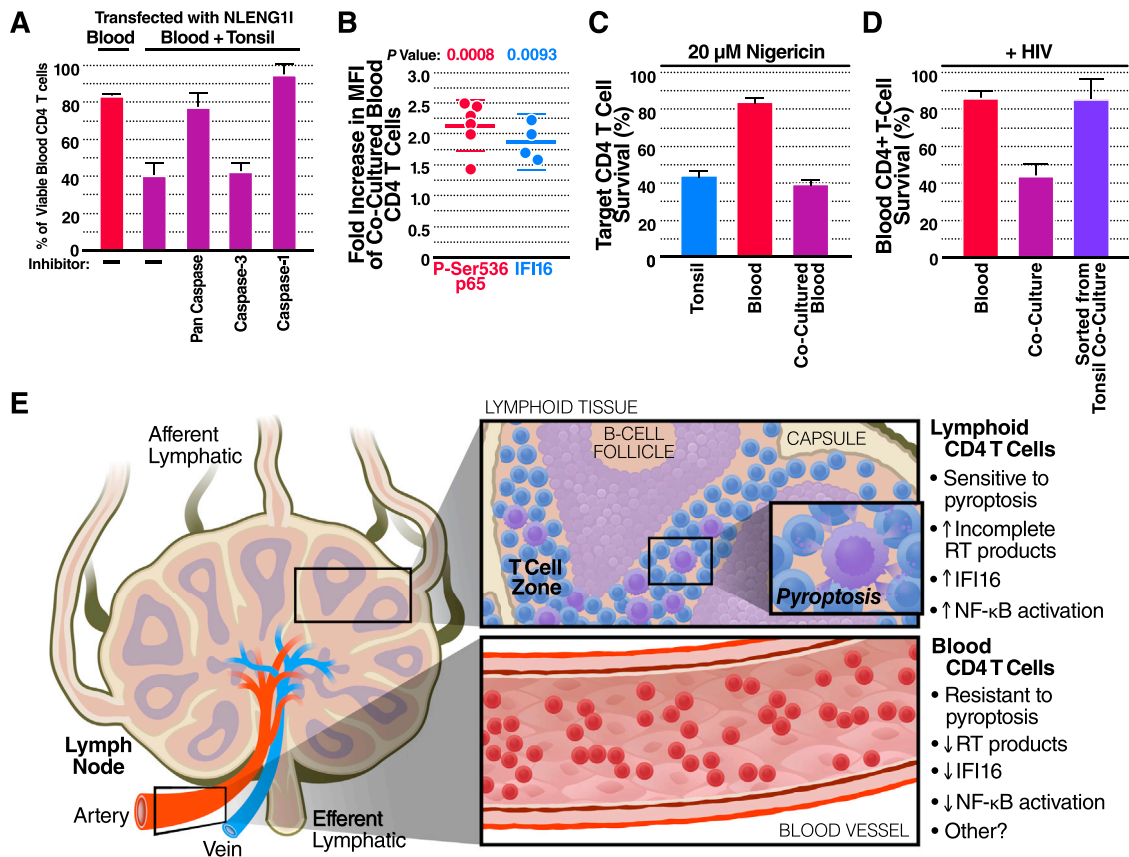 A
Transfected with NLENG1I
Blood
Blood + Tonsil
% of Viable Blood CD4 T cells
100
80
60
40
20
0
Inhibitor:
–
–
Pan Caspase
Caspase-3
Caspase-1
B
P Value: 0.0008 0.0093
Fold Increase in MFI
of Co-Cultured Blood
CD4 T Cells
3.0
2.5
2.0
1.5
1.0
0.5
0
P-Ser536
p65
IFI16
C
20 µM Nigericin
Target CD4 T Cell
Survival (%)
100
80
60
40
20
0
Tonsil
Blood
Co-Cultured
Blood
D
+ HIV
Blood CD4+ T-Cell
Survival (%)
100
80
60
40
20
0
Blood
Co-Culture
Sorted from
Tonsil Co-Culture
E
Afferent
Lymphatic
Lymph
Node
Artery
Vein
Efferent
Lymphatic
LYMPHOID TISSUE
B-CELL
FOLLICLE
CAPSULE
T Cell
Zone
Pyroptosis
Lymphoid
CD4 T Cells
• Sensitive to
pyroptosis
• ↑ Incomplete
RT products
• ↑ IFI16
• ↑ NF-κB activation
BLOOD VESSEL
Blood
CD4 T Cells
• Resistant to
pyroptosis
• ↓ RT products
• ↓ IFI16
• ↓ NF-κB activation
• Other?